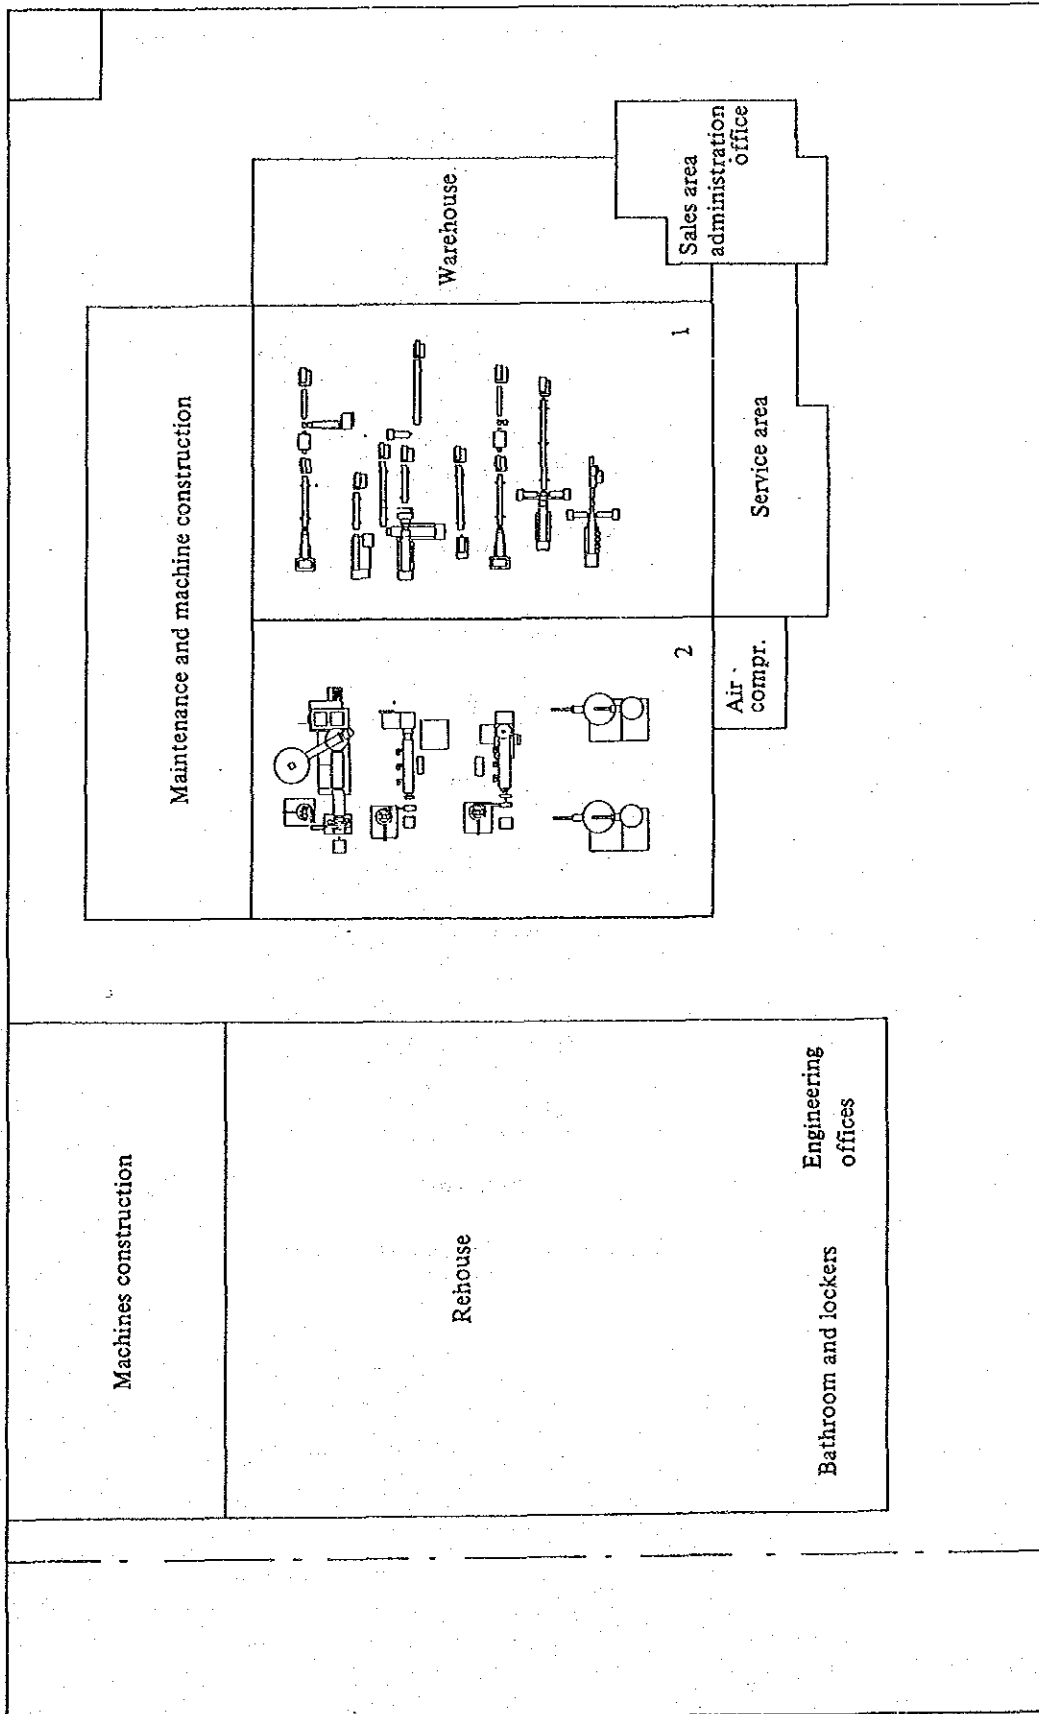 Machines construction
Maintenance and machine construction
Rehouse
Warehouse
Bathroom and lockers
Engineering
offices
2
1
Air
compr.
Service area
Sales area
administration
office